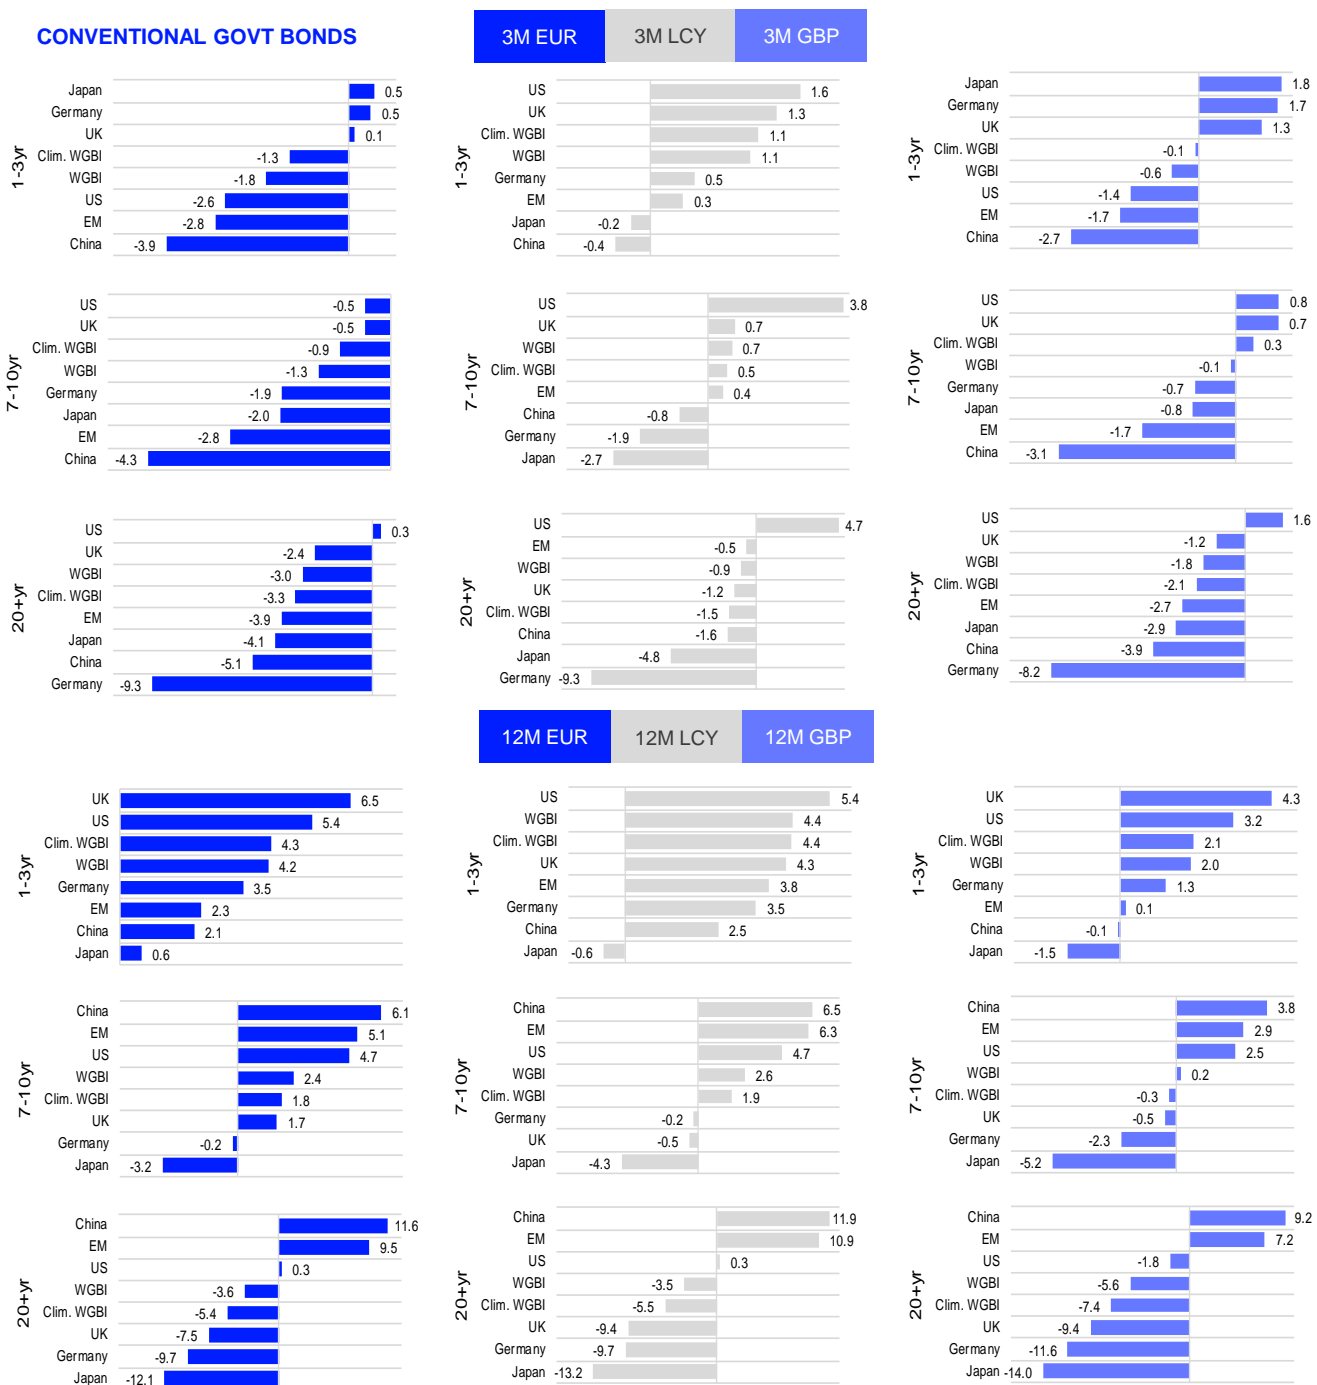 CONVENTIONAL GOVT BONDS
3M EUR 3M LCY 3M GBP
1-3yr
Japan 0.5
Germany 0.5
UK 0.1
Clim. WGBI -1.3
WGBI -1.8
US -2.6
EM -2.8
China -3.9
1-3yr
US 1.6
UK 1.3
Clim. WGBI 1.1
WGBI 1.1
Germany 0.5
EM 0.3
Japan -0.2
China -0.4
1-3yr
Japan 1.8
Germany 1.7
UK 1.3
Clim. WGBI -0.1
WGBI -0.6
US -1.4
EM -1.7
China -2.7
7-10yr
US -0.5
UK -0.5
Clim. WGBI -0.9
WGBI -1.3
Germany -1.9
Japan -2.0
EM -2.8
China -4.3
7-10yr
US 3.8
UK 0.7
WGBI 0.7
Clim. WGBI 0.5
EM 0.4
China -0.8
Germany -1.9
Japan -2.7
7-10yr
US 0.8
UK 0.7
Clim. WGBI 0.3
WGBI -0.1
Germany -0.7
Japan -0.8
EM -1.7
China -3.1
20+yr
US 0.3
UK -2.4
WGBI -3.0
Clim. WGBI -3.3
EM -3.9
Japan -4.1
China -5.1
Germany -9.3
20+yr
US 4.7
EM -0.5
WGBI -0.9
UK -1.2
Clim. WGBI -1.5
China -1.6
Japan -4.8
Germany -9.3
20+yr
US 1.6
UK -1.2
WGBI -1.8
Clim. WGBI -2.1
EM -2.7
Japan -2.9
China -3.9
Germany -8.2
12M EUR 12M LCY 12M GBP
1-3yr
UK 6.5
US 5.4
Clim. WGBI 4.3
WGBI 4.2
Germany 3.5
EM 2.3
China 2.1
Japan 0.6
1-3yr
US 5.4
WGBI 4.4
Clim. WGBI 4.4
UK 4.3
EM 3.8
Germany 3.5
China 2.5
Japan -0.6
1-3yr
UK 4.3
US 3.2
Clim. WGBI 2.1
WGBI 2.0
Germany 1.3
EM 0.1
China -0.1
Japan -1.5
7-10yr
China 6.1
EM 5.1
US 4.7
WGBI 2.4
Clim. WGBI 1.8
UK 1.7
Germany -0.2
Japan -3.2
7-10yr
China 6.5
EM 6.3
US 4.7
WGBI 2.6
Clim. WGBI 1.9
Germany -0.2
UK -0.5
Japan -4.3
7-10yr
China 3.8
EM 2.9
US 2.5
WGBI 0.2
Clim. WGBI -0.3
UK -0.5
Germany -2.3
Japan -5.2
20+yr
China 11.6
EM 9.5
US 0.3
WGBI -3.6
Clim. WGBI -5.4
UK -7.5
Germany -9.7
Japan -12.1
20+yr
China 11.9
EM 10.9
US 0.3
WGBI -3.5
Clim. WGBI -5.5
UK -9.4
Germany -9.7
Japan -13.2
20+yr
China 9.2
EM 7.2
US -1.8
WGBI -5.6
Clim. WGBI -7.4
UK -9.4
Germany -11.6
Japan -14.0